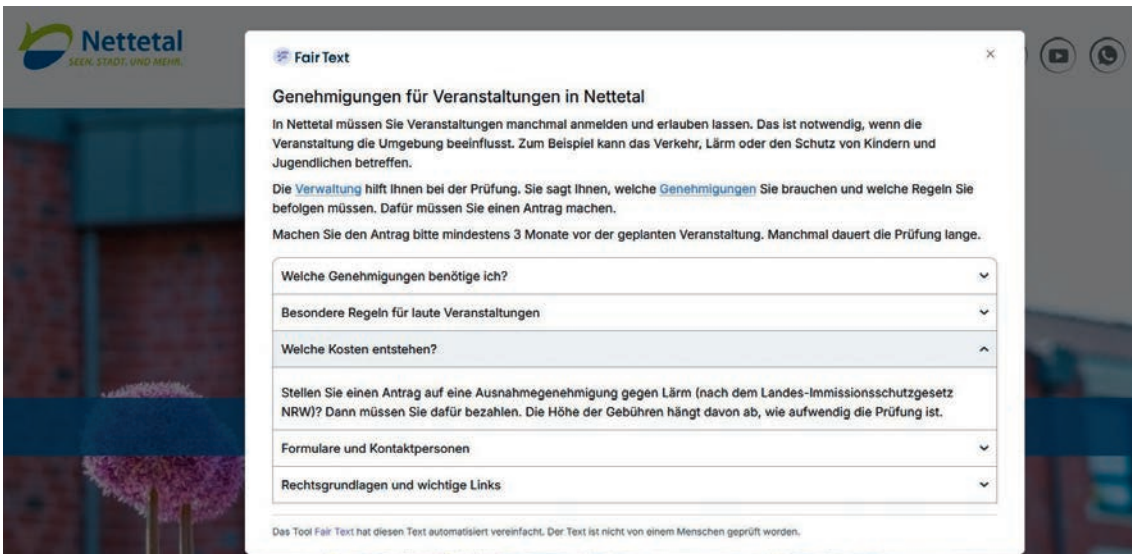 Nettetal
SEEN. STADT. UND MEHR.
Fair Text
Genehmigungen für Veranstaltungen in Nettetal
In Nettetal müssen Sie Veranstaltungen manchmal anmelden und erlauben lassen. Das ist notwendig, wenn die
Veranstaltung die Umgebung beeinflusst. Zum Beispiel kann das Verkehr, Lärm oder den Schutz von Kindern und
Jugendlichen betreffen.
Die Verwaltung hilft Ihnen bei der Prüfung. Sie sagt Ihnen, welche Genehmigungen Sie brauchen und welche Regeln Sie
befolgen müssen. Dafür müssen Sie einen Antrag machen.
Machen Sie den Antrag bitte mindestens 3 Monate vor der geplanten Veranstaltung. Manchmal dauert die Prüfung lange.
Welche Genehmigungen benötige ich?
Besondere Regeln für laute Veranstaltungen
Welche Kosten entstehen?
Stellen Sie einen Antrag auf eine Ausnahmegenehmigung gegen Lärm (nach dem Landes-Immissionsschutzgesetz
NRW)? Dann müssen Sie dafür bezahlen. Die Höhe der Gebühren hängt davon ab, wie aufwendig die Prüfung ist.
Formulare und Kontaktpersonen
Rechtsgrundlagen und wichtige Links
Das Tool Fair Text hat diesen Text automatisiert vereinfacht. Der Text ist nicht von einem Menschen geprüft worden.